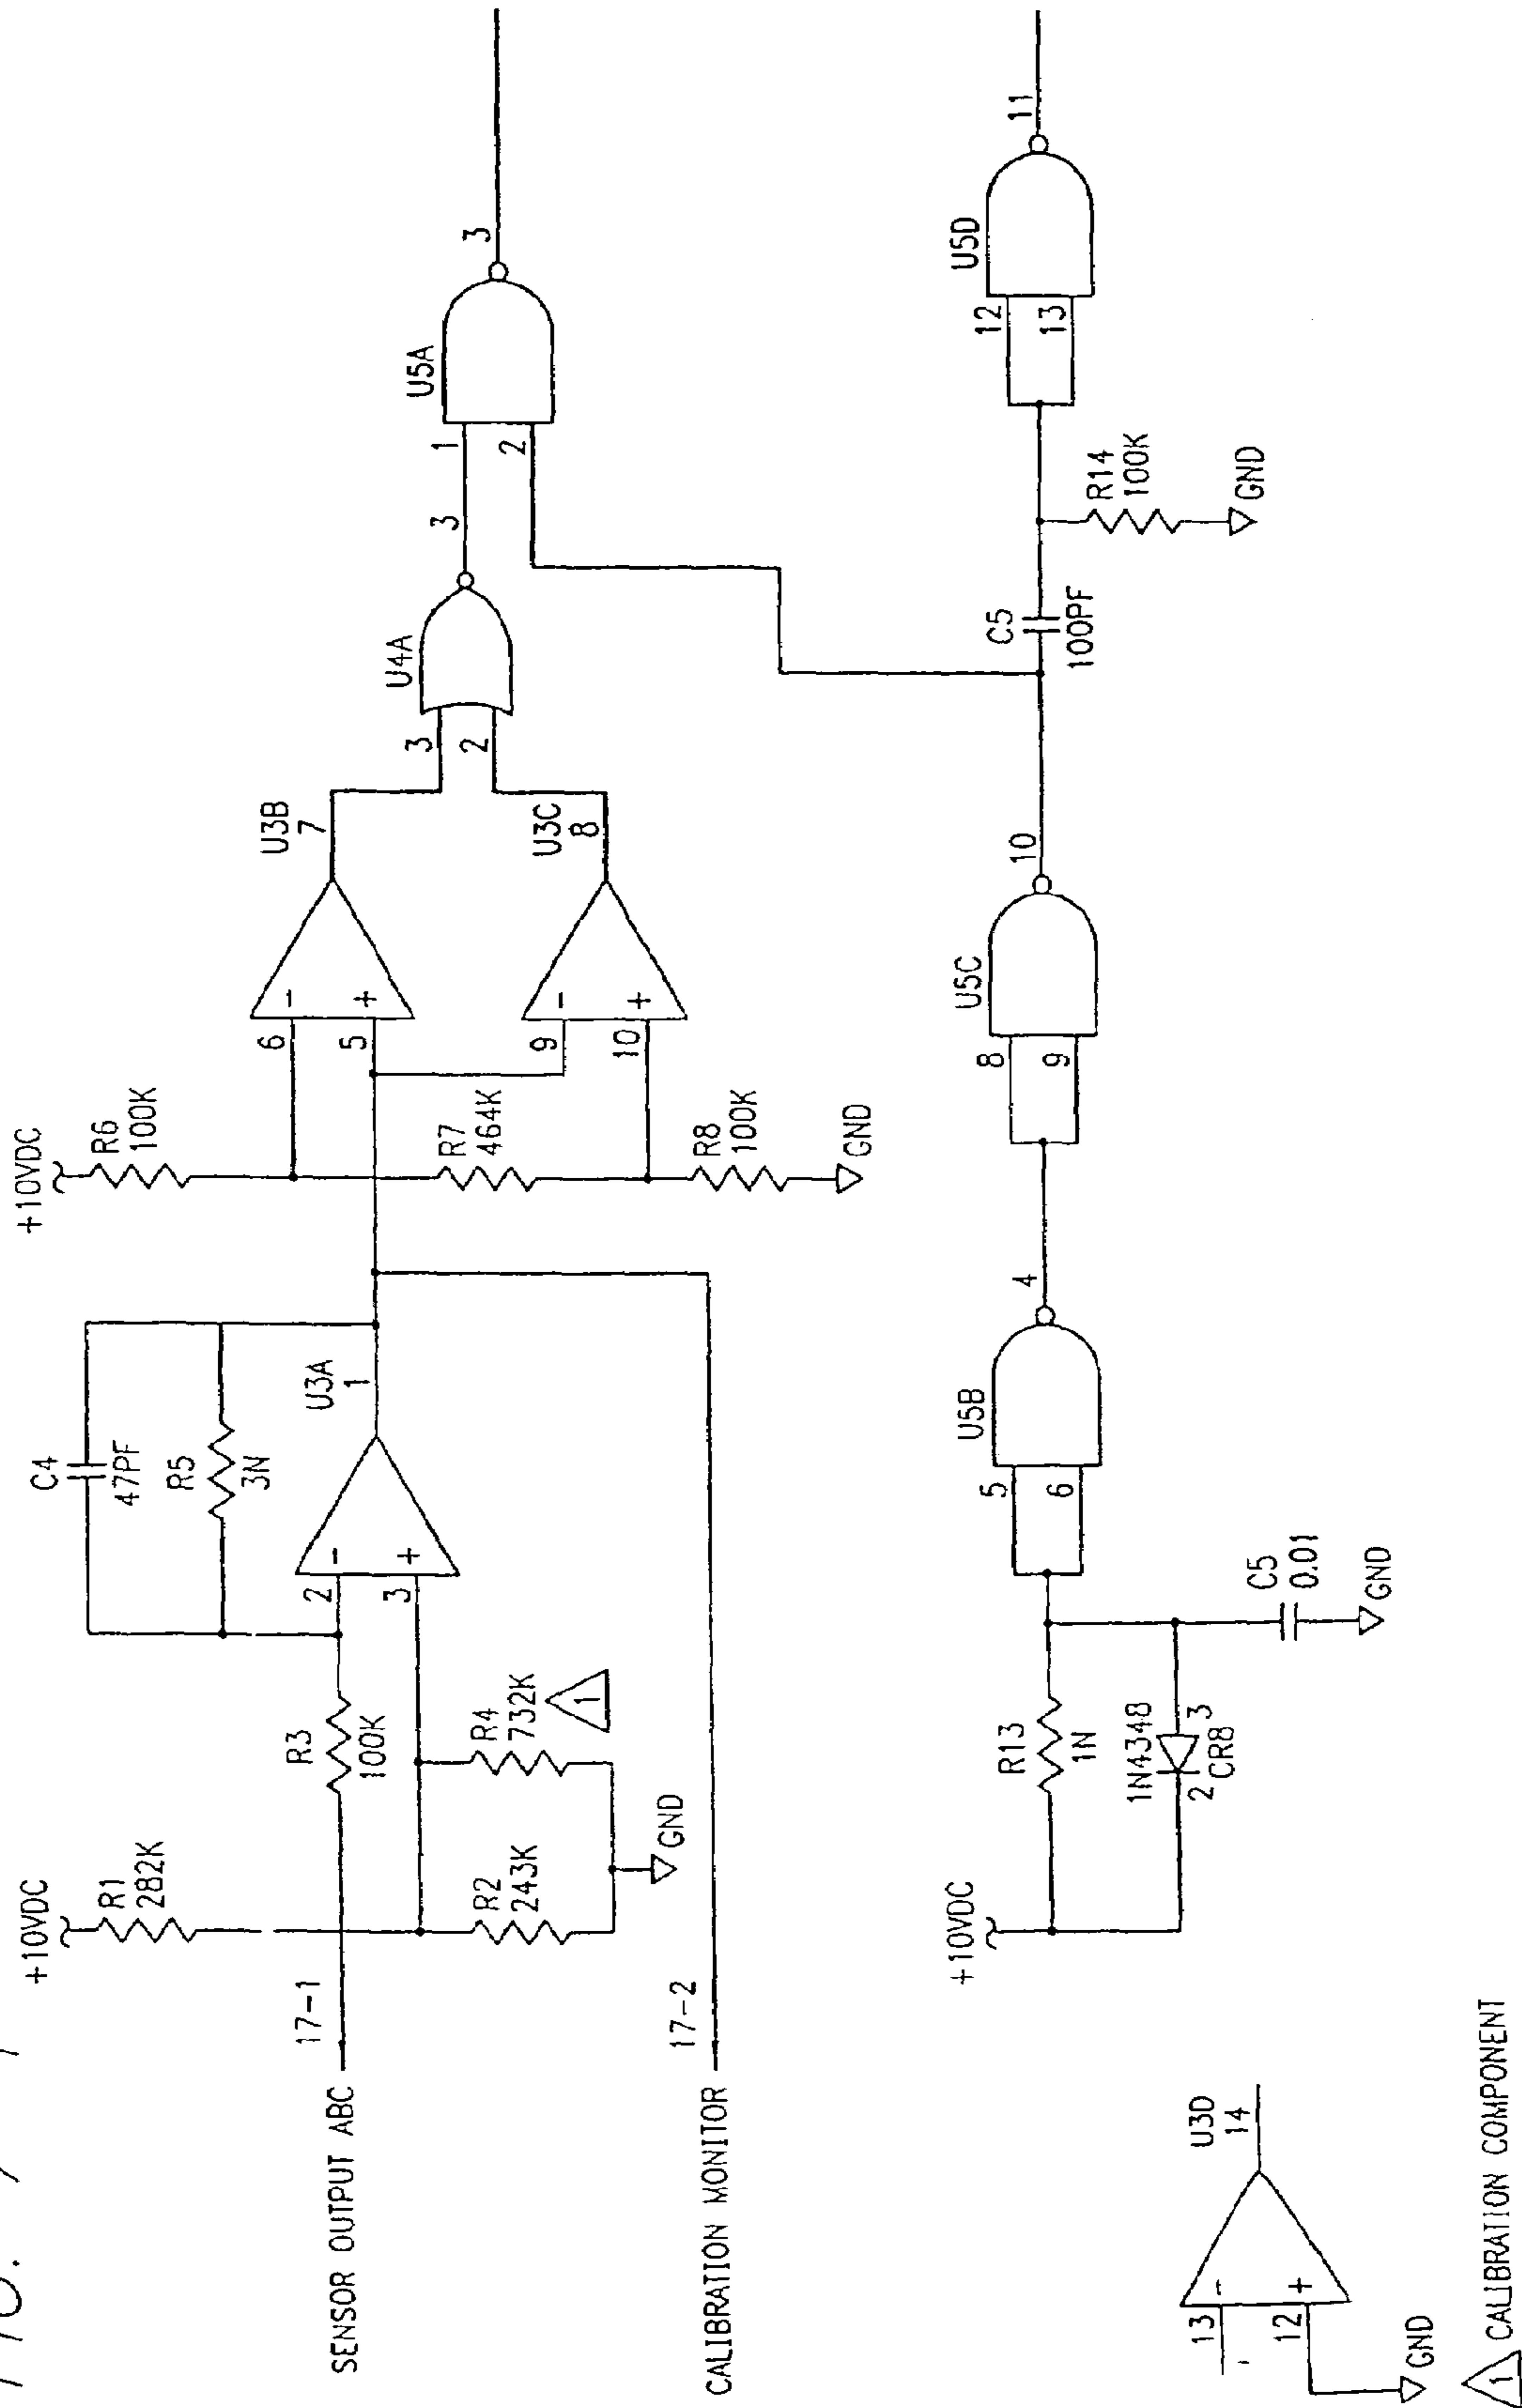 +10VDC
R1
282K
17-1
SENSOR OUTPUT ABC
R3
100K
R2
243K
R4
732K
1
GND
C4
47PF
R5
3N
2
3
-
+
U3A
1
17-2
CALIBRATION MONITOR
+10VDC
R6
100K
R7
464K
R8
100K
GND
6
5
-
+
U3B
7
9
10
-
+
U3C
8
3
2
U4A
3
1
2
U5A
3
+10VDC
R13
1N
1N4348
2
3
CR8
C5
0.01
GND
5
6
U5B
4
8
9
U5C
10
C5
100PF
R14
100K
GND
12
13
U5D
11
13
12
-
+
U3D
14
GND
1 CALIBRATION COMPONENT